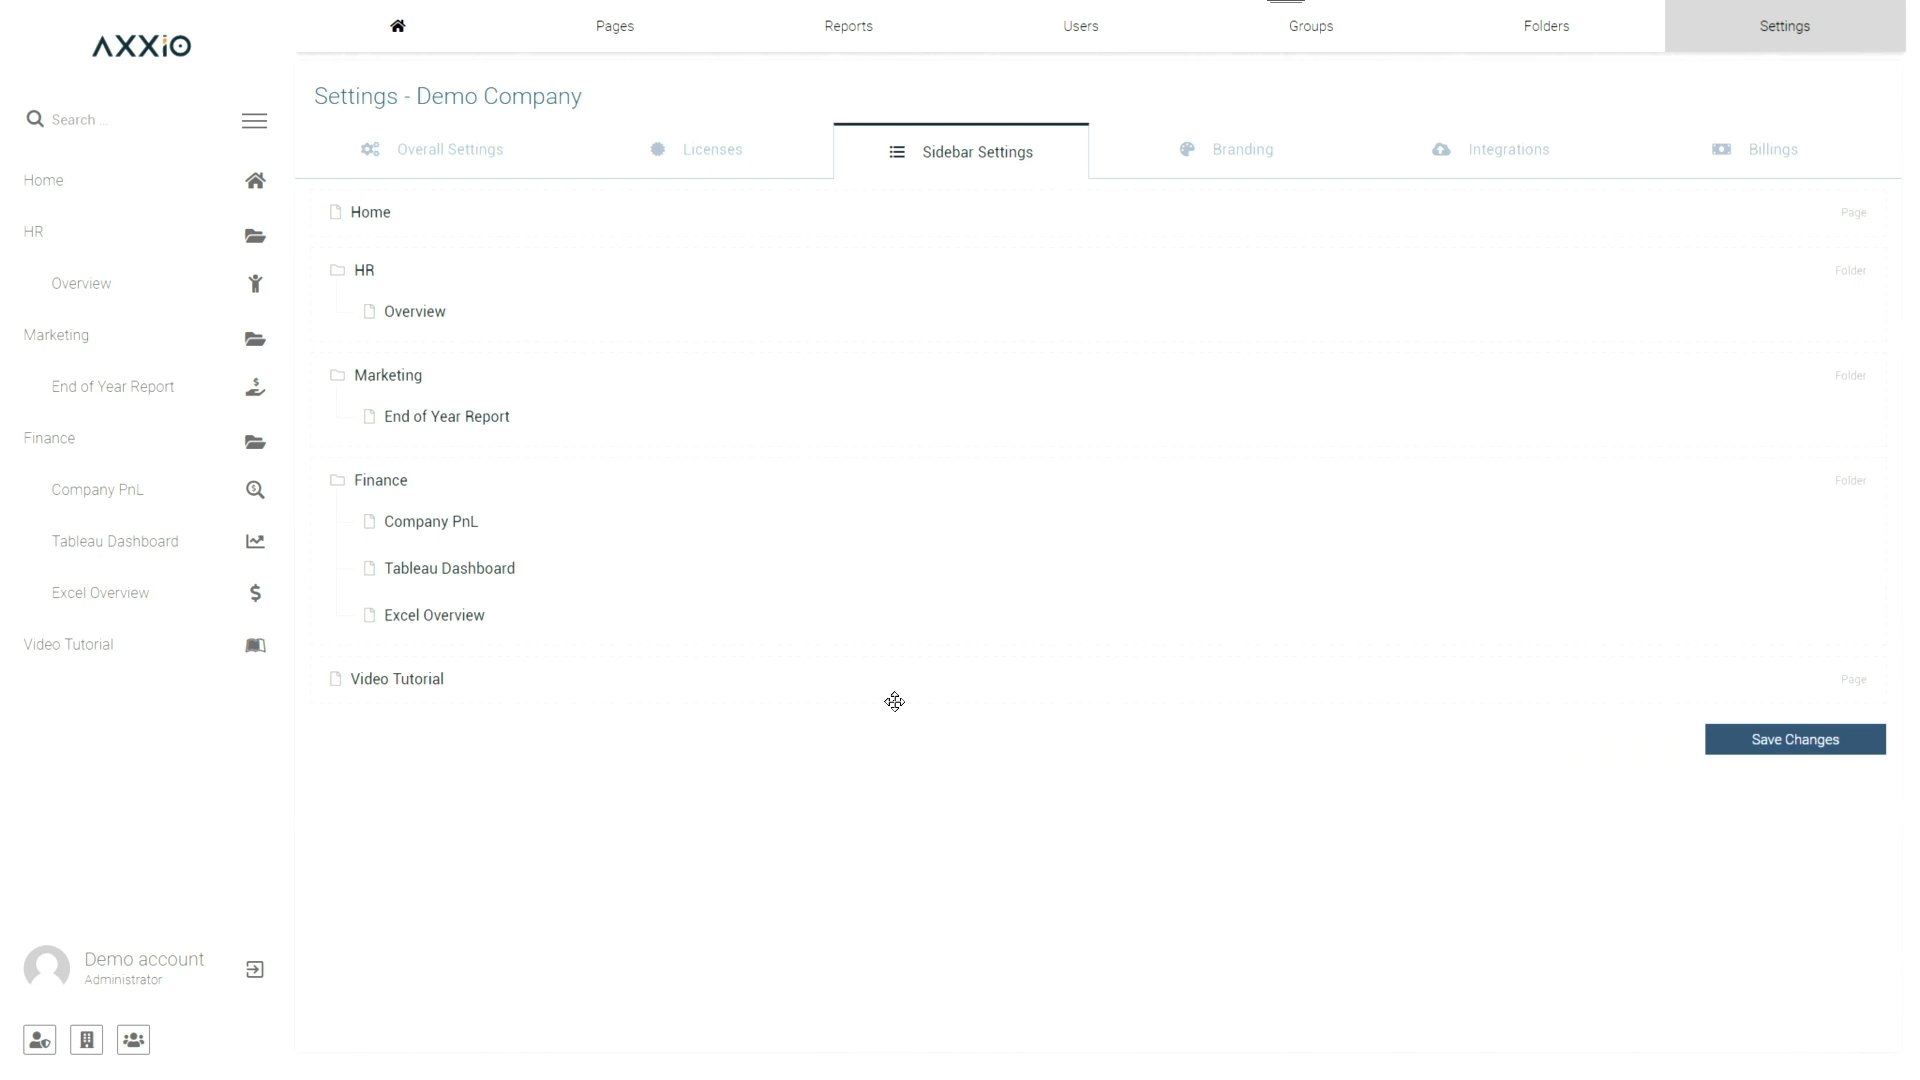 AXXIO
Search ...
Home
HR
Overview
Marketing
End of Year Report
Finance
Company PnL
Tableau Dashboard
Excel Overview
Video Tutorial
Demo account
Administrator
Pages
Reports
Users
Groups
Folders
Settings
Settings - Demo Company
Overall Settings
Licenses
Sidebar Settings
Branding
Integrations
Billings
Home
Page
HR
Folder
Overview
Marketing
Folder
End of Year Report
Finance
Folder
Company PnL
Tableau Dashboard
Excel Overview
Video Tutorial
Page
Save Changes